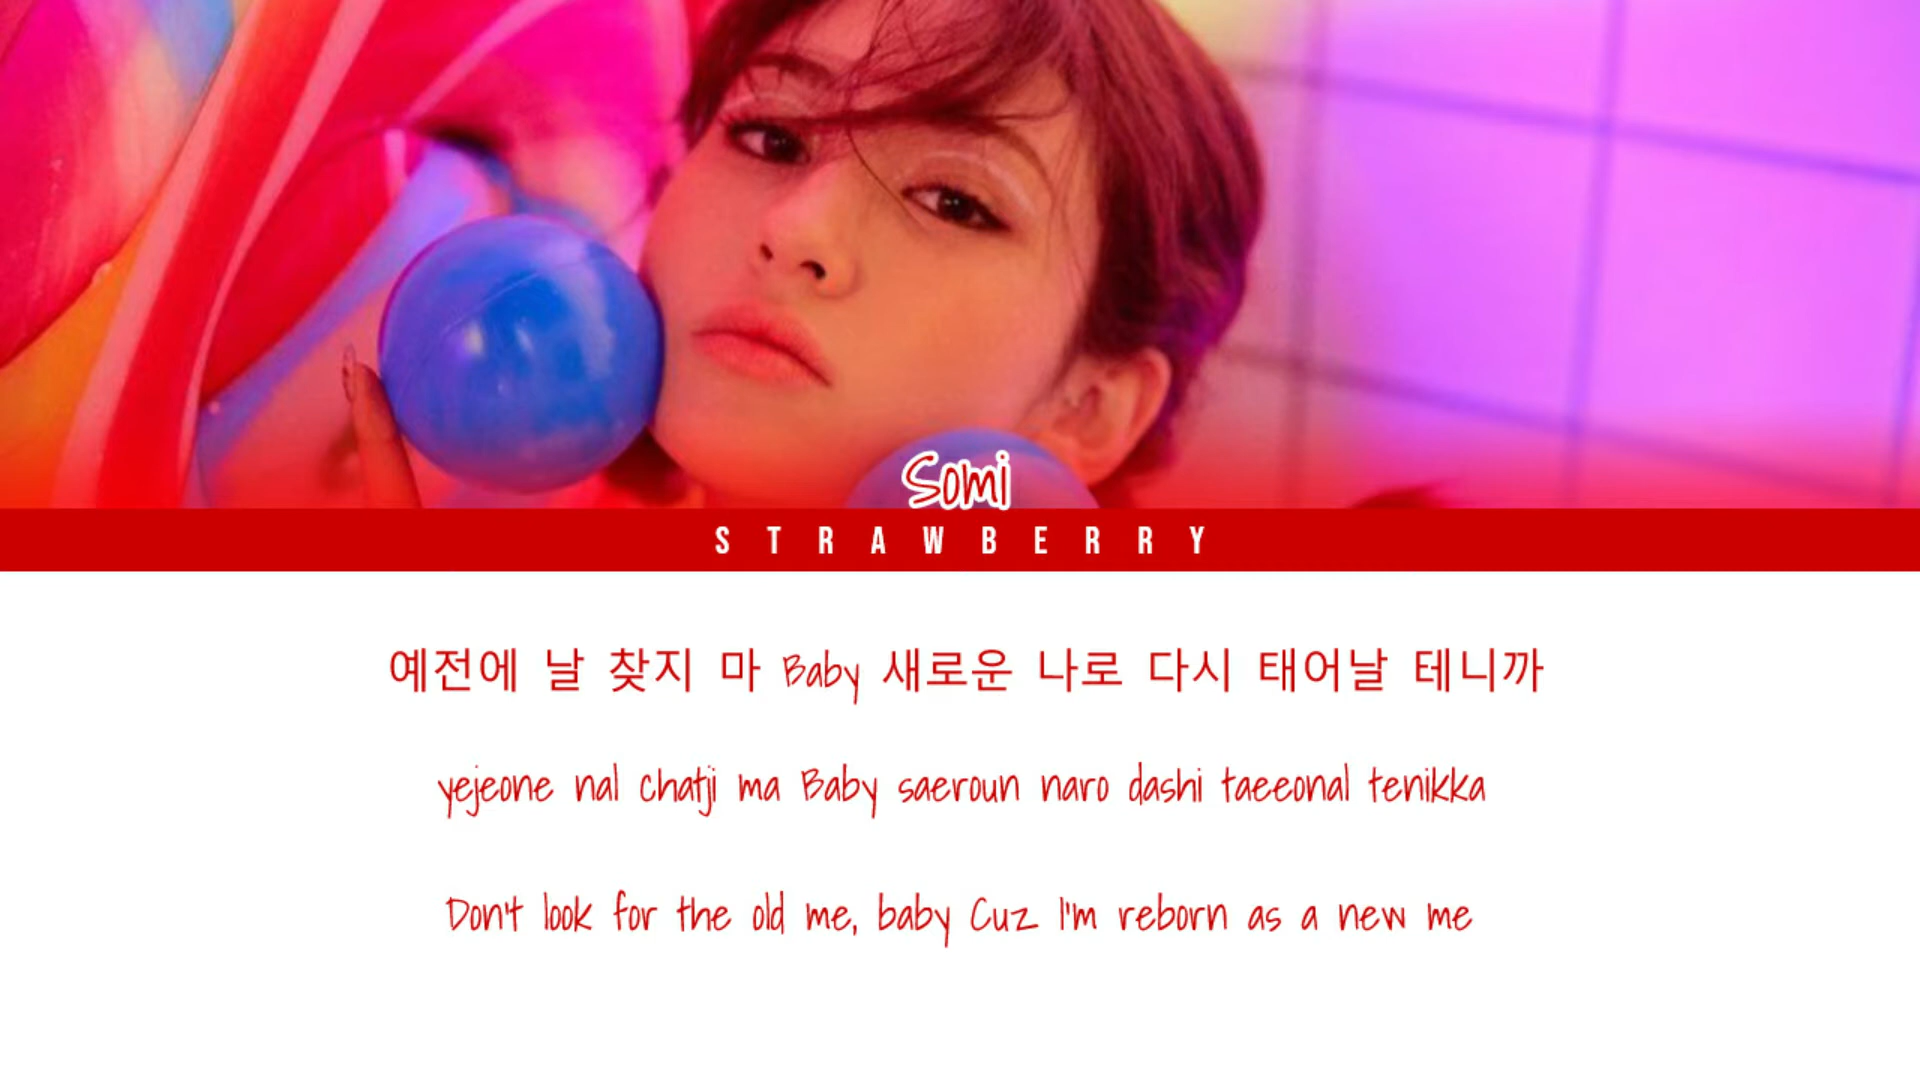 Somi
STRAWBERRY
예전에 날 찾지 마 Baby 새로운 나로 다시 태어날 테니까
yejeone nal chatji ma Baby saeroun naro dashi taeeonal tenikka
Don't look for the old me, baby Cuz I'm reborn as a new me